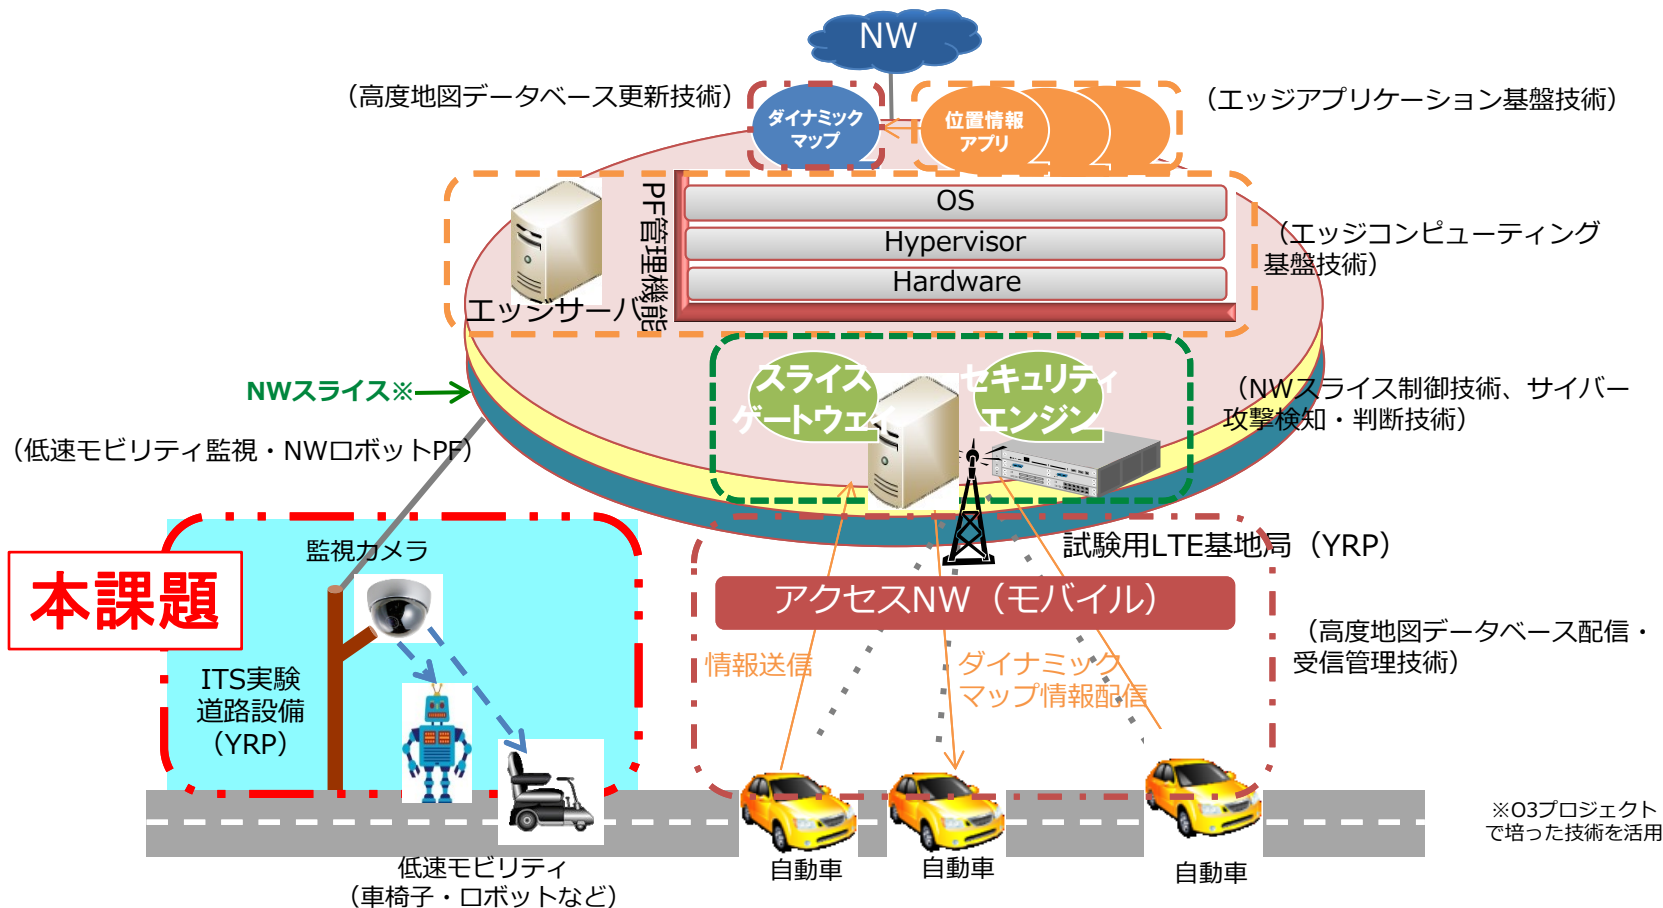 NW
（高度地図データベース更新技術）
ダイナミック
マップ
位置情報
アプリ
（エッジアプリケーション基盤技術）
PF管理機能
OS
Hypervisor
Hardware
エッジサーバ
（エッジコンピューティング
基盤技術）
NWスライス※
スライス
ゲートウェイ
セキュリティ
エンジン
（NWスライス制御技術、サイバー
攻撃検知・判断技術）
（低速モビリティ監視・NWロボットPF）
監視カメラ
本課題
ITS実験
道路設備
（YRP）
試験用LTE基地局（YRP）
アクセスNW（モバイル）
情報送信
ダイナミック
マップ情報配信
（高度地図データベース配信・
受信管理技術）
低速モビリティ
（車椅子・ロボットなど）
自動車
自動車
自動車
※O3プロジェクト
で培った技術を活用